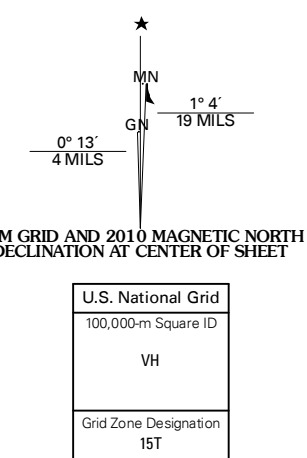 MN
GN
1° 4´
19 MILS
0° 13´
4 MILS
M GRID AND 2010 MAGNETIC NORTH
DECLINATION AT CENTER OF SHEET
U.S. National Grid
100,000-m Square ID
VH
Grid Zone Designation
15T